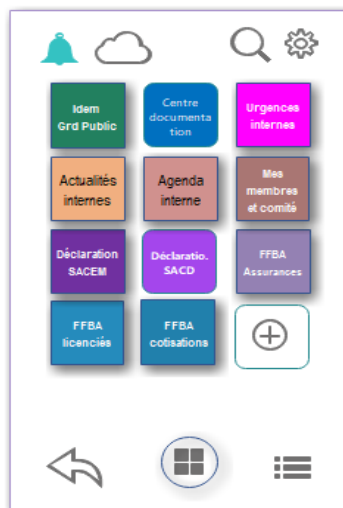 Idem
Grd Public
Centre
documenta
tion
Urgences
internes
Actualités
internes
Agenda
interne
Mes
membres
et comité
Déclaration
SACEM
Déclaratio.
SACD
FFBA
Assurances
FFBA
licenciés
FFBA
cotisations